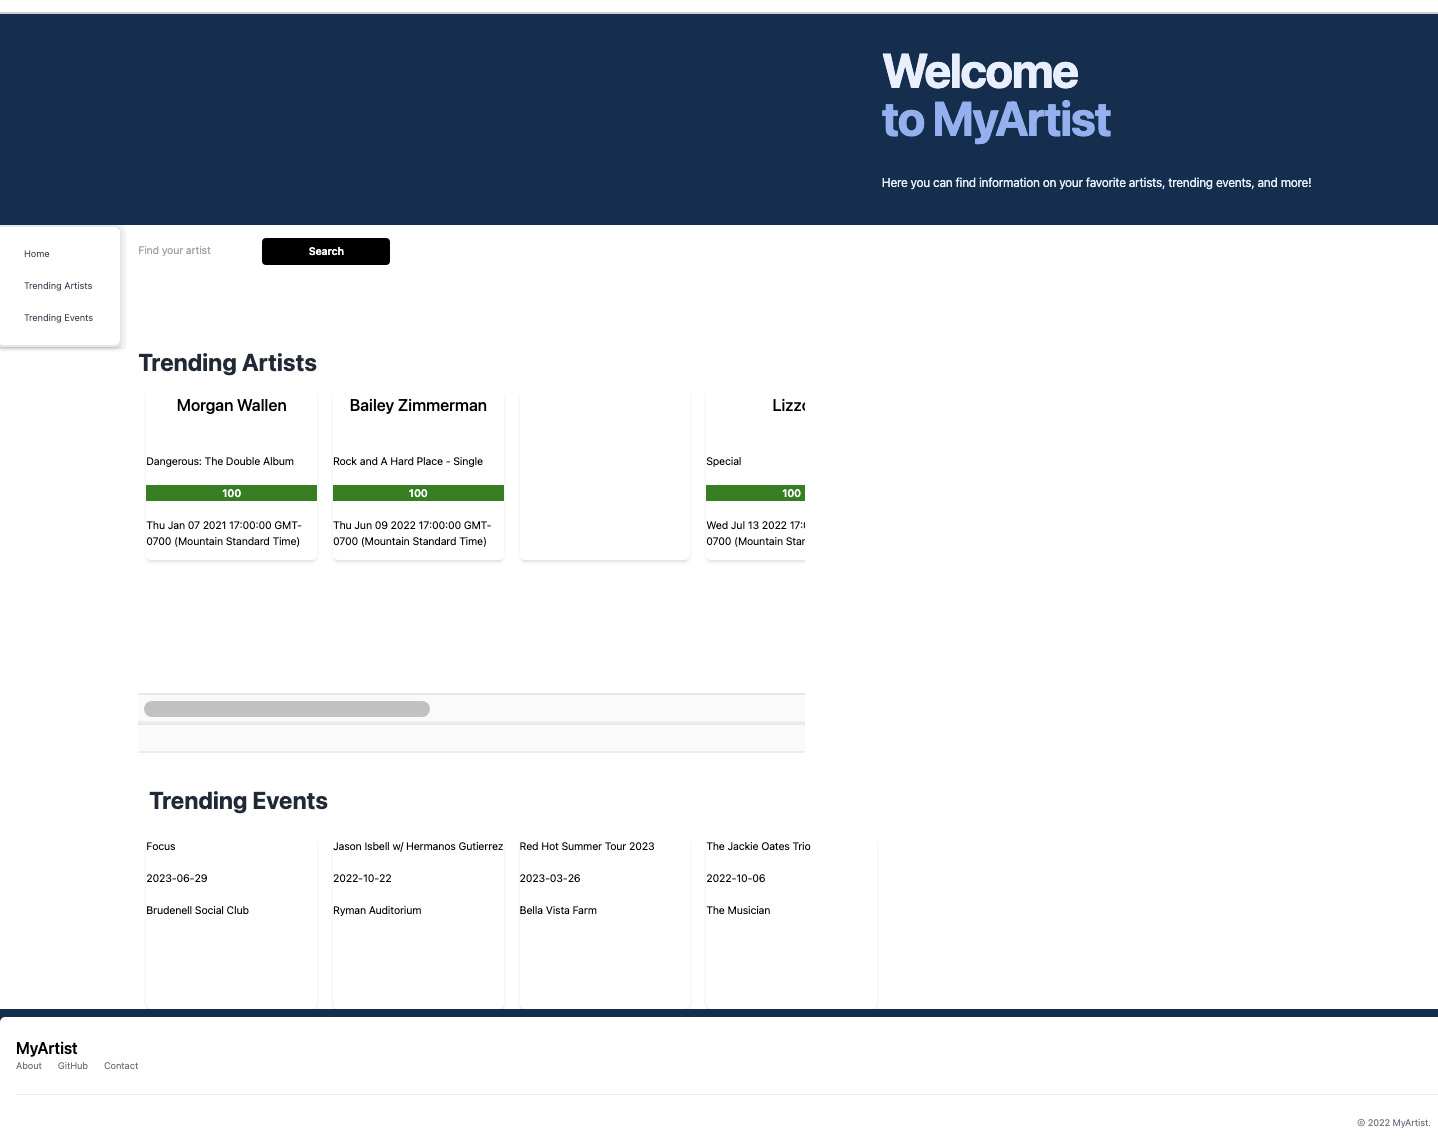 Welcome
to MyArtist
Here you can find information on your favorite artists, trending events, and more!
Home
Trending Artists
Trending Events
Find your artist
Search
Trending Artists
Morgan Wallen
Dangerous: The Double Album
100
Thu Jan 07 2021 17:00:00 GMT-
0700 (Mountain Standard Time)
Bailey Zimmerman
Rock and A Hard Place - Single
100
Thu Jun 09 2022 17:00:00 GMT-
0700 (Mountain Standard Time)
Lizzo
Special
100
Wed Jul 13 2022 17:
0700 (Mountain Star
Trending Events
Focus
2023-06-29
Brudenell Social Club
Jason Isbell w/ Hermanos Gutierrez
2022-10-22
Ryman Auditorium
Red Hot Summer Tour 2023
2023-03-26
Bella Vista Farm
The Jackie Oates Trio
2022-10-06
The Musician
MyArtist
About GitHub Contact
© 2022 MyArtist.